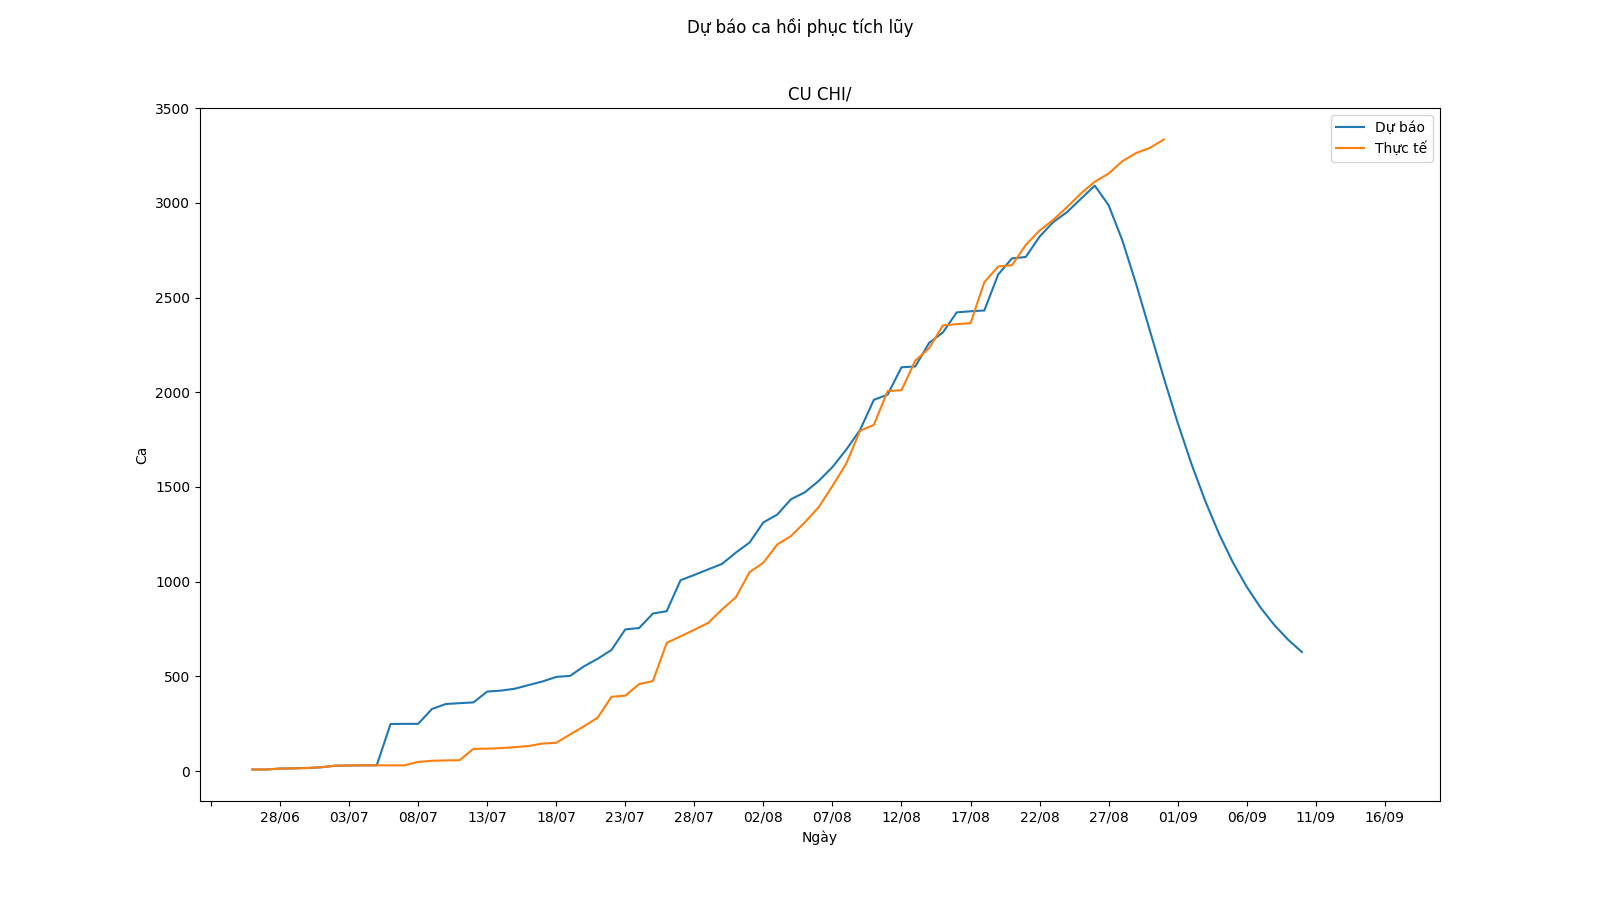 Dự báo ca hồi phục tích lũy
CU CHI/
Dự báo
Thực tế
3500
3000
2500
2000
1500
1000
500
0
Ca
28/06 03/07 08/07 13/07 18/07 23/07 28/07 02/08 07/08 12/08 17/08 22/08 27/08 01/09 06/09 11/09 16/09
Ngày